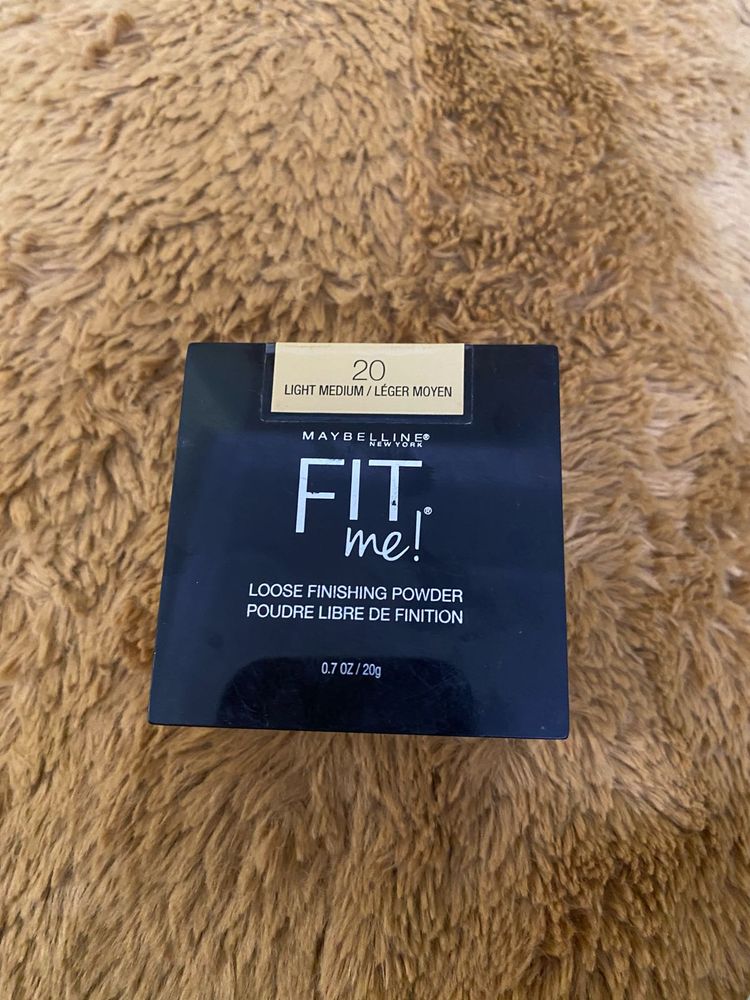 20
LIGHT MEDIUM / LÉGER MOYEN
MAYBELLINE®
NEW YORK
FIT
me!®
LOOSE FINISHING POWDER
POUDRE LIBRE DE FINITION
0.7 OZ / 20g